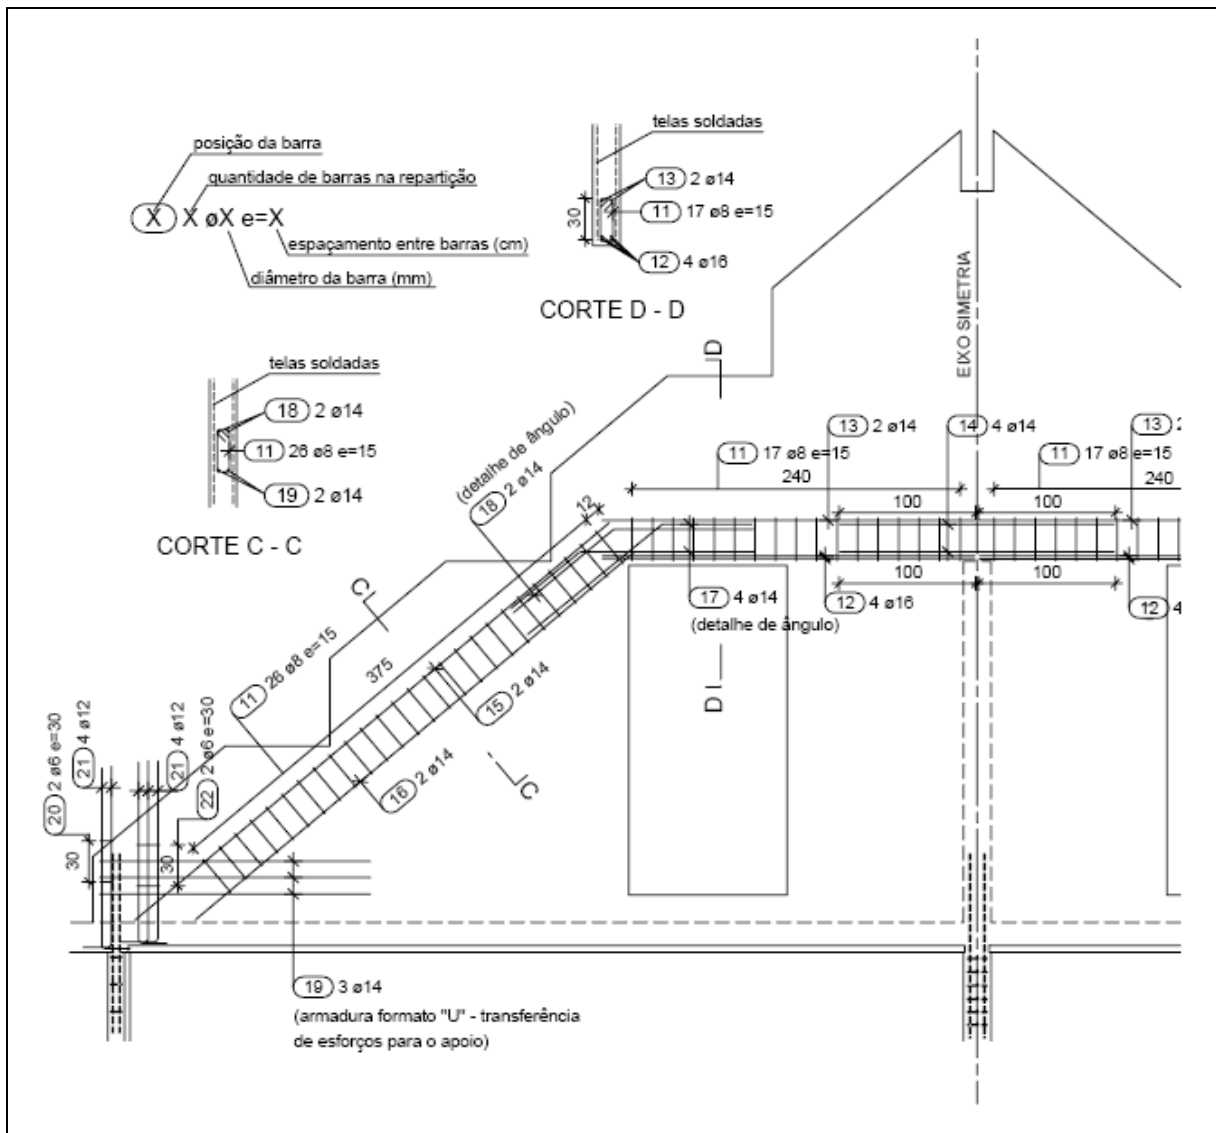 posição da barra
quantidade de barras na repartição
X X øX e=X
espaçamento entre barras (cm)
diâmetro da barra (mm)
telas soldadas
13 2 ø14
30
11 17 ø8 e=15
12 4 ø16
CORTE D - D
telas soldadas
18 2 ø14
11 26 ø8 e=15
19 2 ø14
CORTE C - C
EIXO SIMETRIA
D
(detalhe de ângulo)
18 2 ø14
12
13 2 ø14
14 4 ø14
13 2
11 17 ø8 e=15
11 17 ø8 e=15
240
240
100
100
100
100
17 4 ø14
(detalhe de ângulo)
12 4 ø16
12 4
D
C
11 26 ø8 e=15
375
15 2 ø14
16 2 ø14
C
20 2 ø6 e=30
21 4 ø12
21 4 ø12
22 2 ø6 e=30
30
30
19 3 ø14
(armadura formato "U" - transferência
de esforços para o apoio)